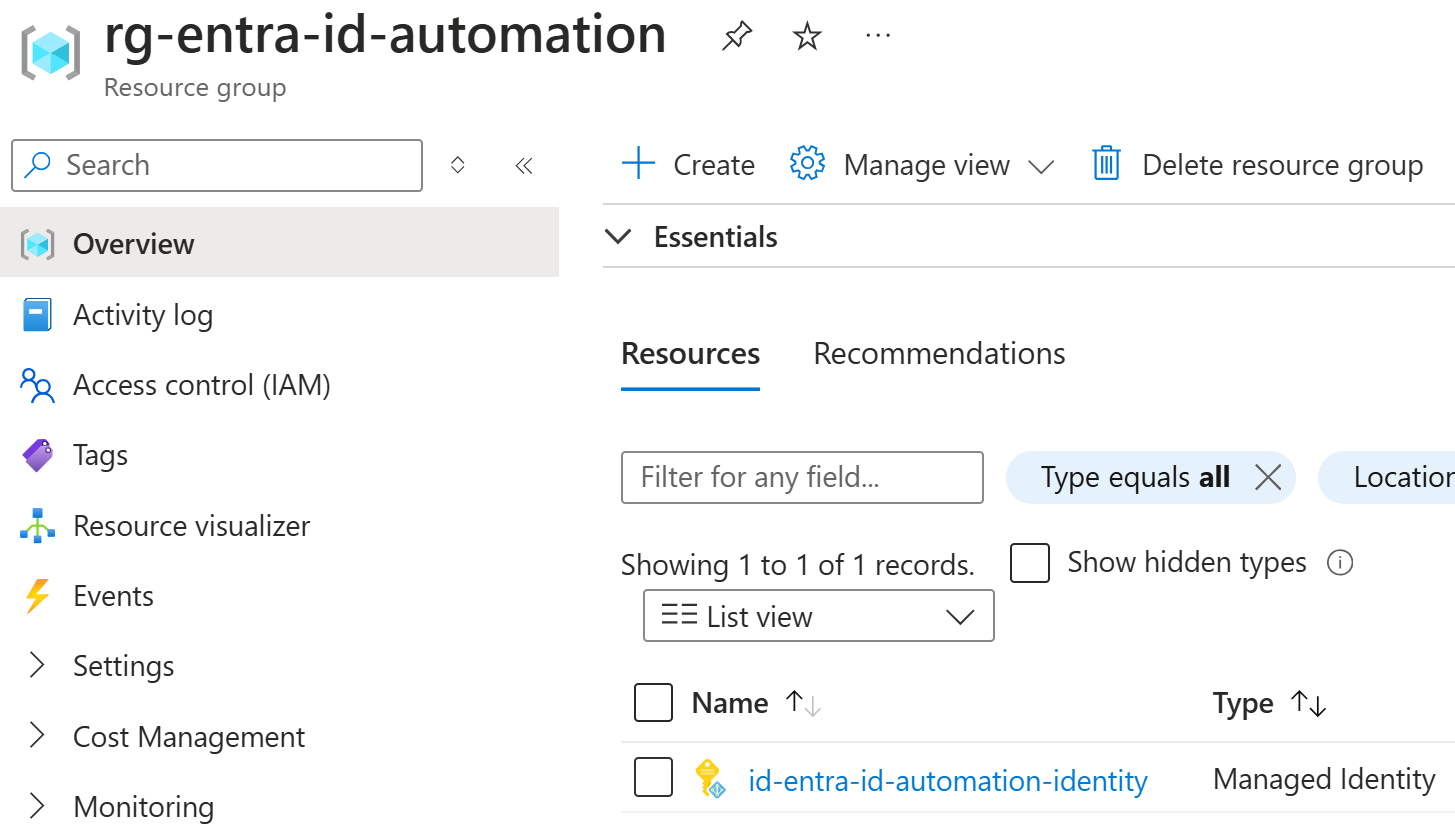 rg-entra-id-automation
Resource group
Search
Create
Manage view
Delete resource group
Overview
Activity log
Access control (IAM)
Tags
Resource visualizer
Events
Settings
Cost Management
Monitoring
Essentials
Resources
Recommendations
Filter for any field...
Type equals all
Location
Showing 1 to 1 of 1 records.
Show hidden types
List view
Name
Type
id-entra-id-automation-identity
Managed Identity